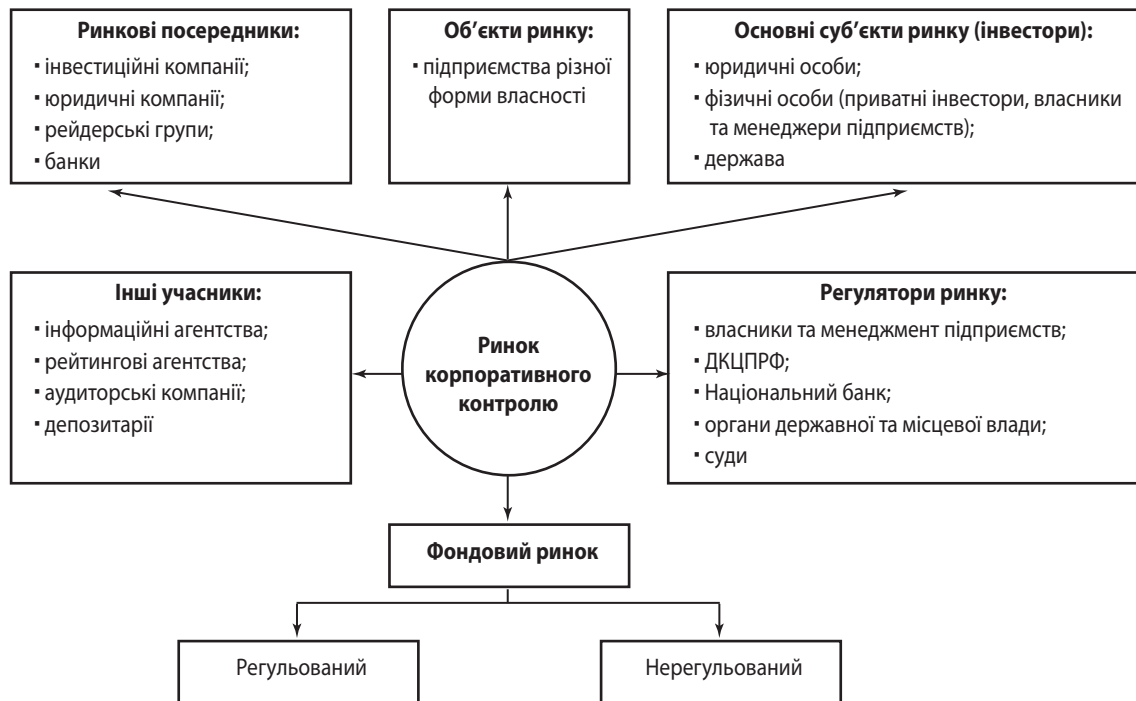 Ринкові посередники:
▪ інвестиційні компанії;
▪ юридичні компанії;
▪ рейдерські групи;
▪ банки
Об’єкти ринку:
▪ підприємства різної
форми власності
Основні суб’єкти ринку (інвестори):
▪ юридичні особи;
▪ фізичні особи (приватні інвестори, власники
та менеджери підприємств);
▪ держава
Інші учасники:
▪ інформаційні агентства;
▪ рейтингові агентства;
▪ аудиторські компанії;
▪ депозитарії
Ринок
корпоративного
контролю
Регулятори ринку:
▪ власники та менеджмент підприємств;
▪ ДКЦПРФ;
▪ Національний банк;
▪ органи державної та місцевої влади;
▪ суди
Фондовий ринок
Регульований
Нерегульований